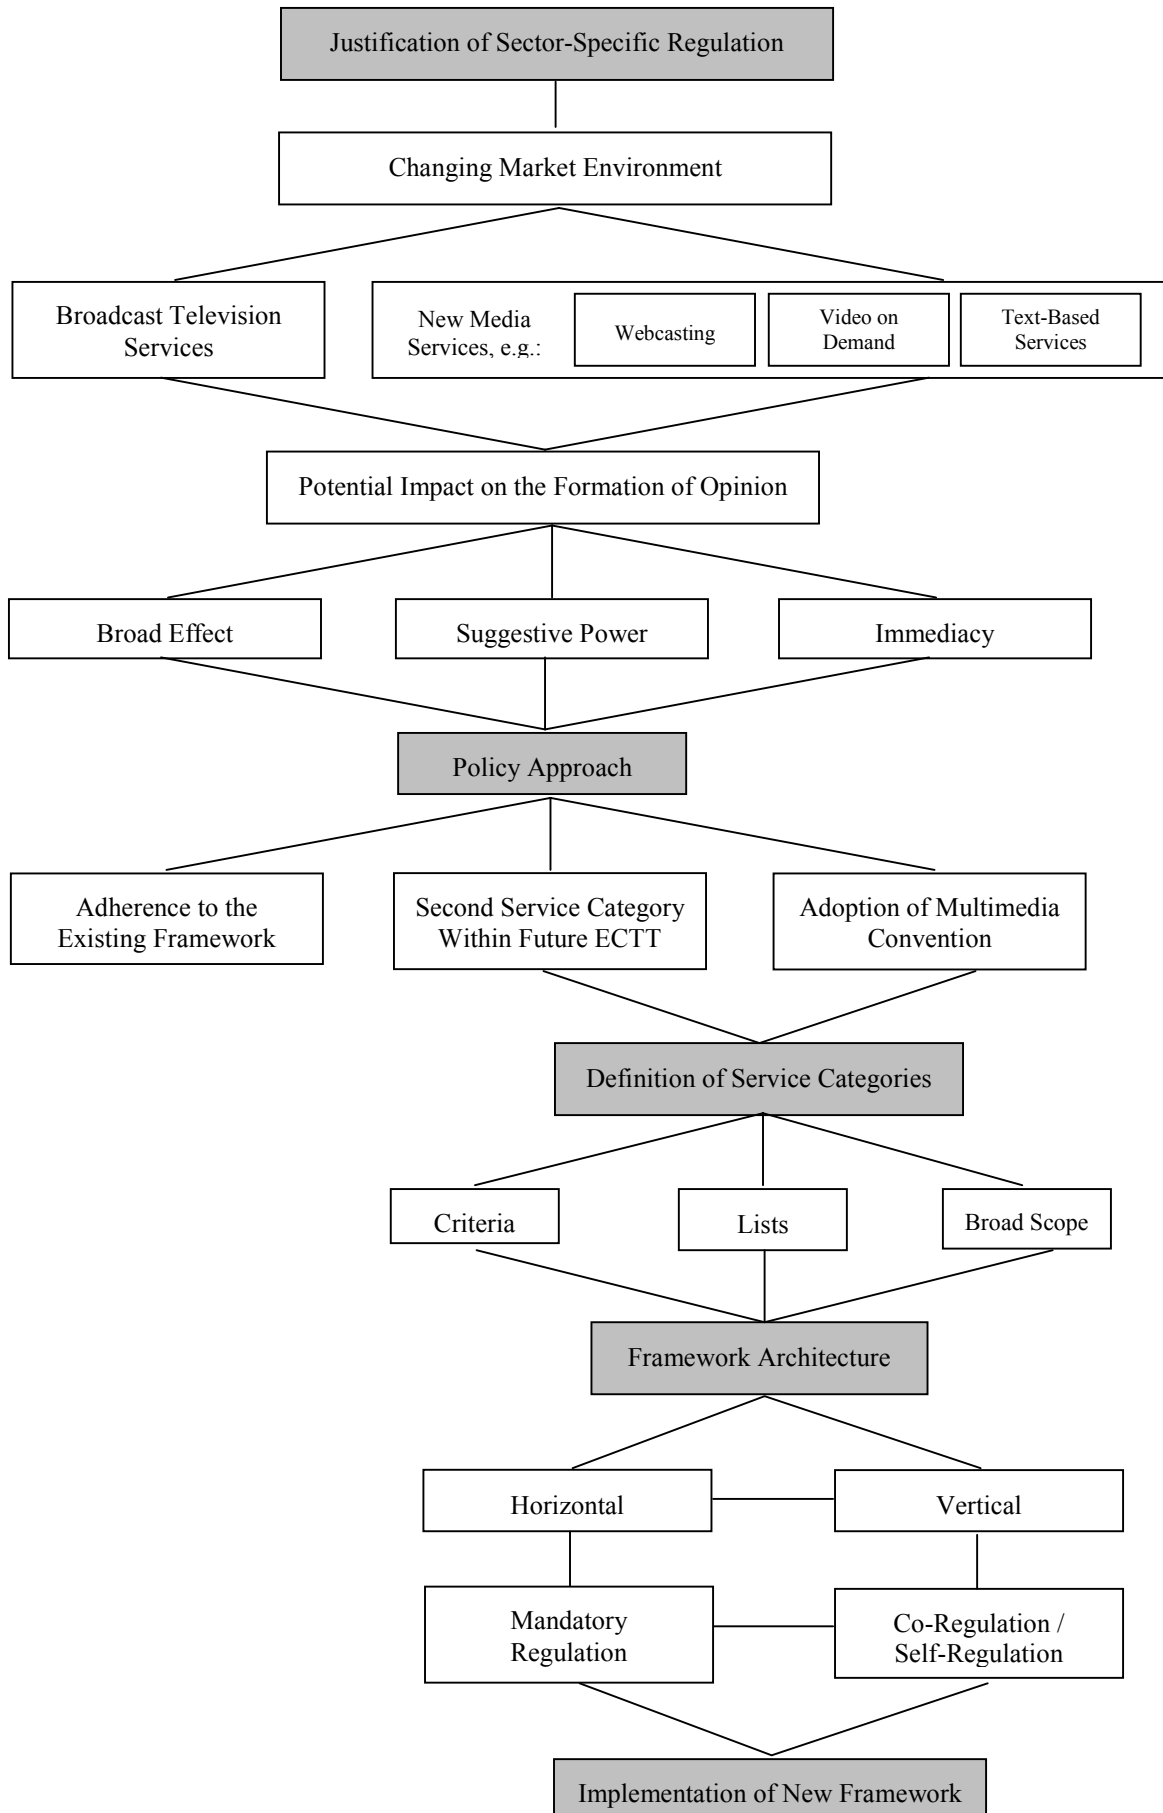 Justification of Sector-Specific Regulation
Changing Market Environment
Broadcast Television
Services
New Media
Services, e.g.:
Webcasting
Video on
Demand
Text-Based
Services
Potential Impact on the Formation of Opinion
Broad Effect
Suggestive Power
Immediacy
Policy Approach
Adherence to the
Existing Framework
Second Service Category
Within Future ECTT
Adoption of Multimedia
Convention
Definition of Service Categories
Criteria
Lists
Broad Scope
Framework Architecture
Horizontal
Vertical
Mandatory
Regulation
Co-Regulation /
Self-Regulation
Implementation of New Framework